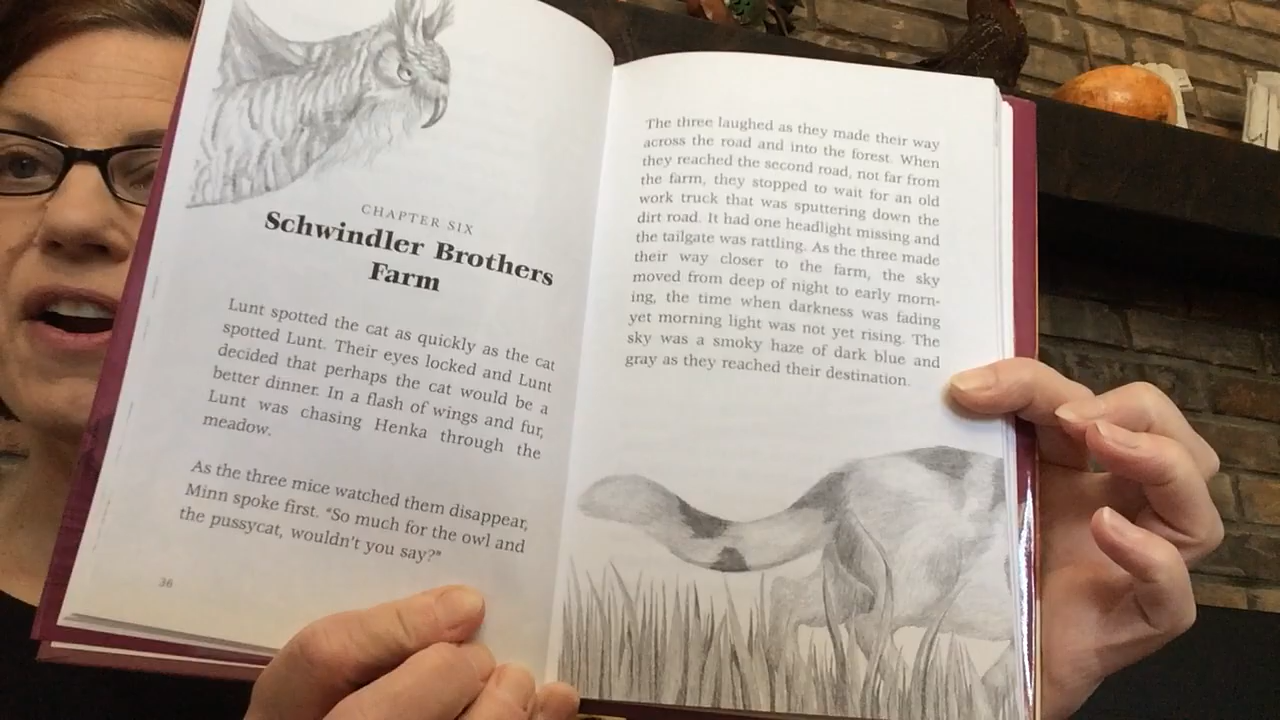 CHAPTER SIX
Schwindler Brothers
Farm
Lunt spotted the cat as quickly as the cat
spotted Lunt. Their eyes locked and Lunt
decided that perhaps the cat would be a
better dinner. In a flash of wings and fur,
Lunt was chasing Henka through the
meadow.
As the three mice watched them disappear,
Minn spoke first. "So much for the owl and
the pussycat, wouldn't you say?"
36
The three laughed as they made their way
across the road and into the forest. When
they reached the second road, not far from
the farm, they stopped to wait for an old
work truck that was sputtering down the
dirt road. It had one headlight missing and
the tailgate was rattling. As the three made
their way closer to the farm, the sky
moved from deep of night to early morn-
ing, the time when darkness was fading
yet morning light was not yet rising. The
sky was a smoky haze of dark blue and
gray as they reached their destination.